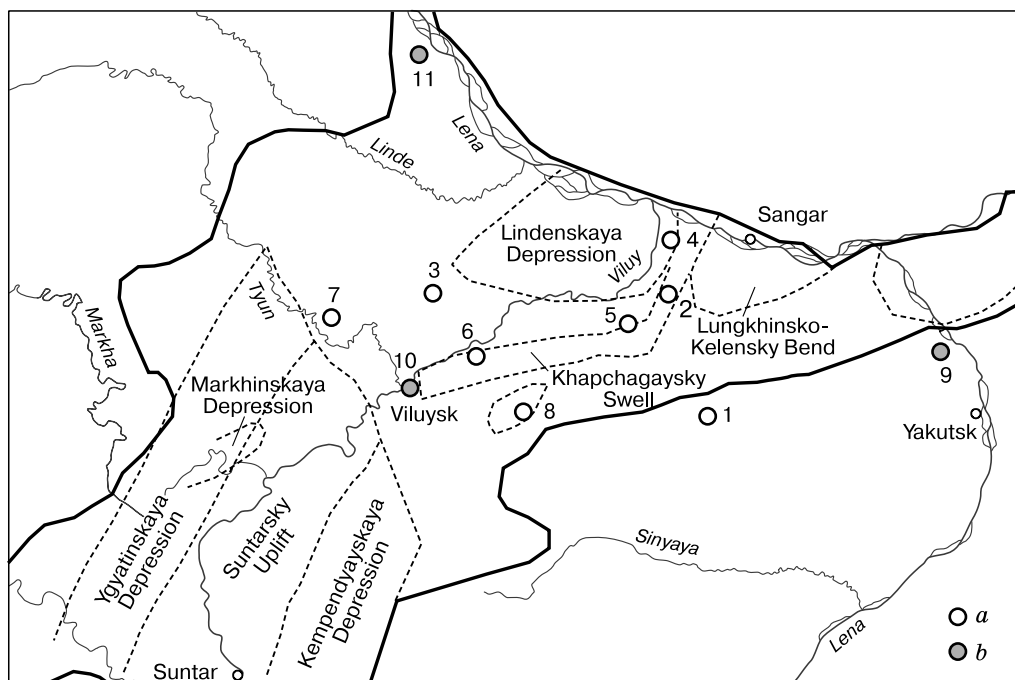 11
Lena
Linde
Sangar
Lindenskaya
Depression
Viluy
4
3
7
Tyun
2
5
Lungkhinsko-
Kelensky Bend
Markha
6
10
9
Markhinskaya
Depression
Khapchagaysky
Swell
Viluysk
8
1
Yakutsk
Ygyatinskaya
Depression
Suntarsky
Uplift
Kempendyayskaya
Depression
Sinyaya
Lena
a
b
Suntar